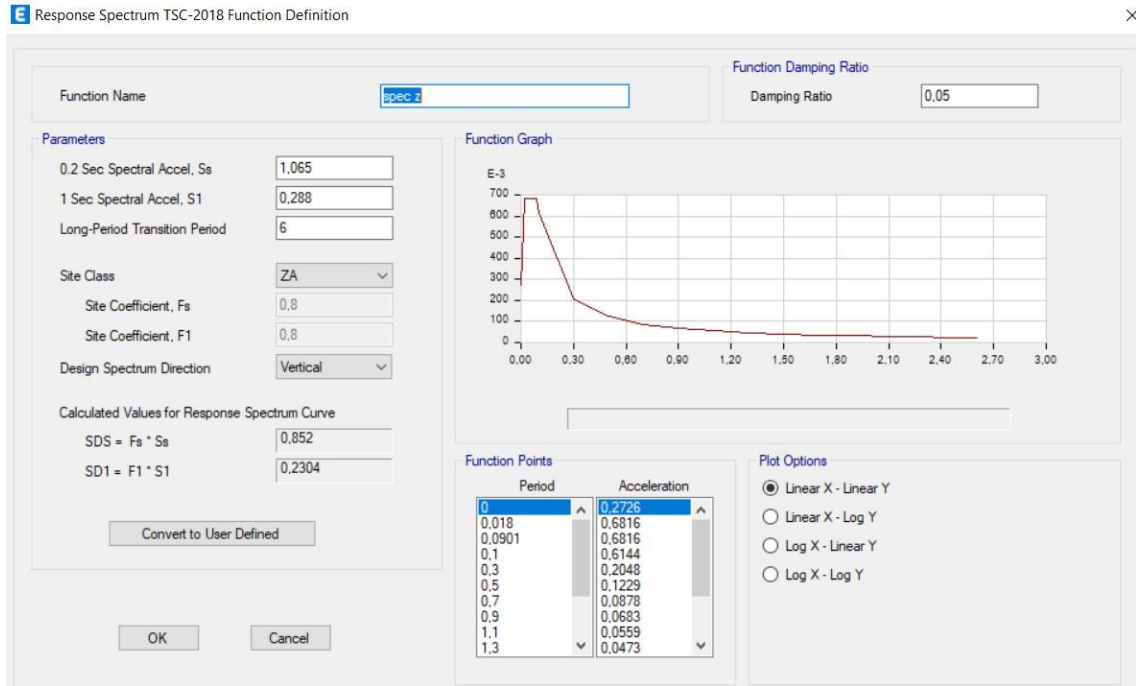 E Response Spectrum TSC-2018 Function Definition
Function Name
spec z
Function Damping Ratio
Damping Ratio
0,05
Parameters
0.2 Sec Spectral Accel, Ss
1,065
1 Sec Spectral Accel, S1
0,288
Long-Period Transition Period
6
Site Class
ZA
Site Coefficient, Fs
0,8
Site Coefficient, F1
0,8
Design Spectrum Direction
Vertical
Calculated Values for Response Spectrum Curve
SDS = Fs * Ss
0,852
SD1 = F1 * S1
0,2304
Convert to User Defined
OK
Cancel
Function Graph
E-3
700
600
500
400
300
200
100
0
0,00 0,30 0,60 0,90 1,20 1,50 1,80 2,10 2,40 2,70 3,00
Function Points
Period Acceleration
0 0,2726
0,018 0,6816
0,0901 0,6816
0,1 0,6144
0,3 0,2048
0,5 0,1229
0,7 0,0878
0,9 0,0683
1,1 0,0559
1,3 0,0473
Plot Options
Linear X - Linear Y
Linear X - Log Y
Log X - Linear Y
Log X - Log Y